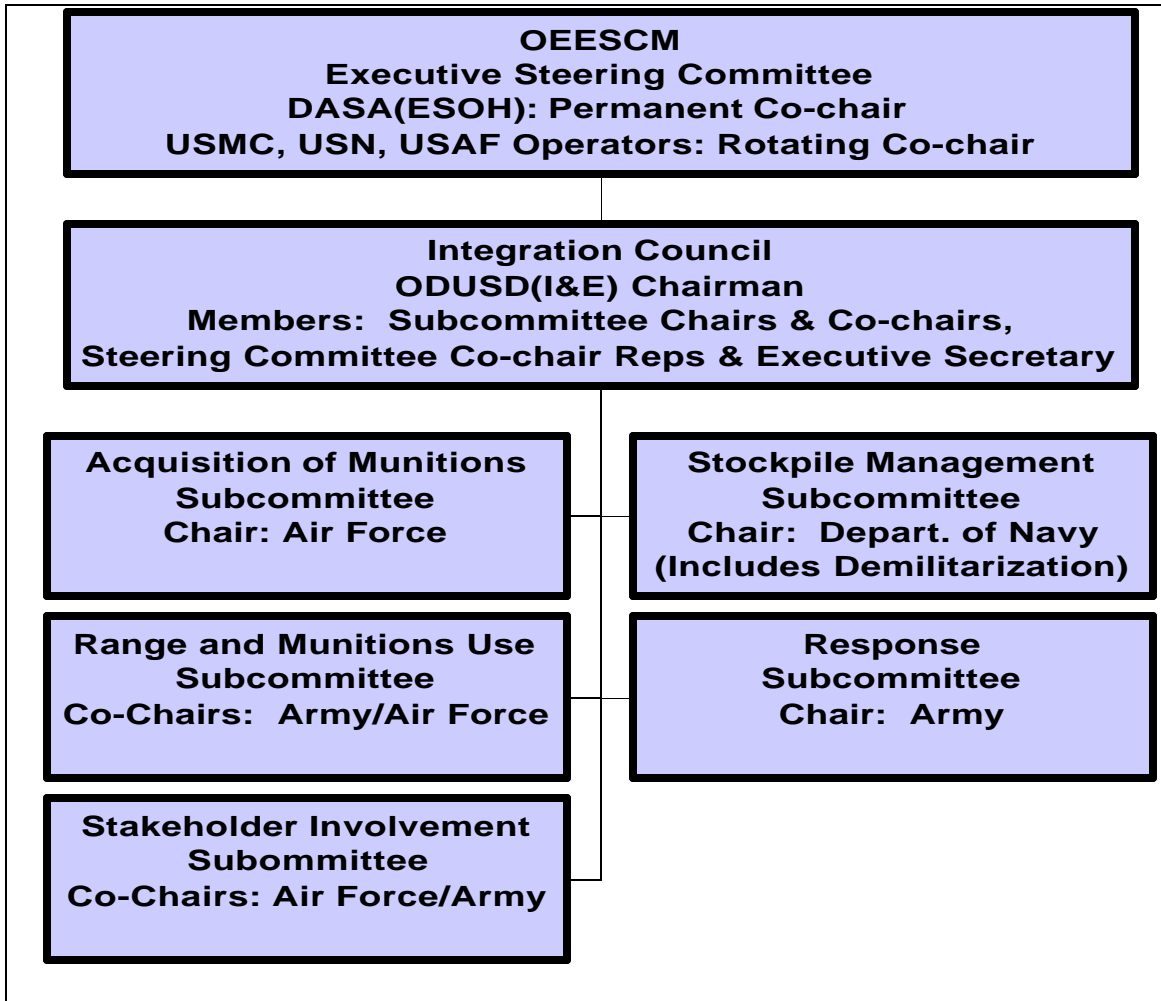 OEESCM
Executive Steering Committee
DASA(ESOH): Permanent Co-chair
USMC, USN, USAF Operators: Rotating Co-chair
Integration Council
ODUSD(I&E) Chairman
Members:  Subcommittee Chairs & Co-chairs,
Steering Committee Co-chair Reps & Executive Secretary
Acquisition of Munitions
Subcommittee
Chair: Air Force
Stockpile Management
Subcommittee
Chair:  Depart. of Navy
(Includes Demilitarization)
Range and Munitions Use
Subcommittee
Co-Chairs:  Army/Air Force
Response
Subcommittee
Chair:  Army
Stakeholder Involvement
Subommittee
Co-Chairs: Air Force/Army